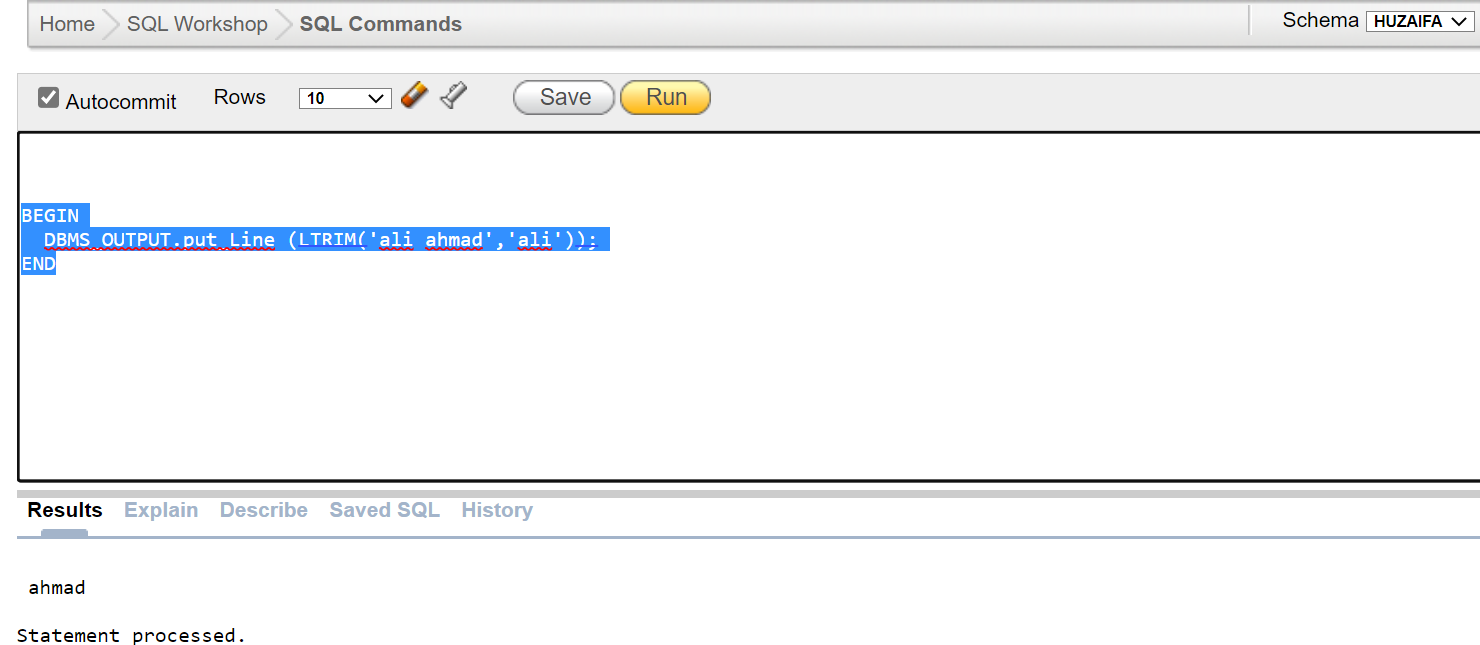 Home SQL Workshop SQL Commands Schema HUZAIFA
Autocommit Rows 10 Save Run
BEGIN
DBMS_OUTPUT.put_Line (LTRIM('ali ahmad','ali'));
END
Results Explain Describe Saved SQL History
ahmad
Statement processed.